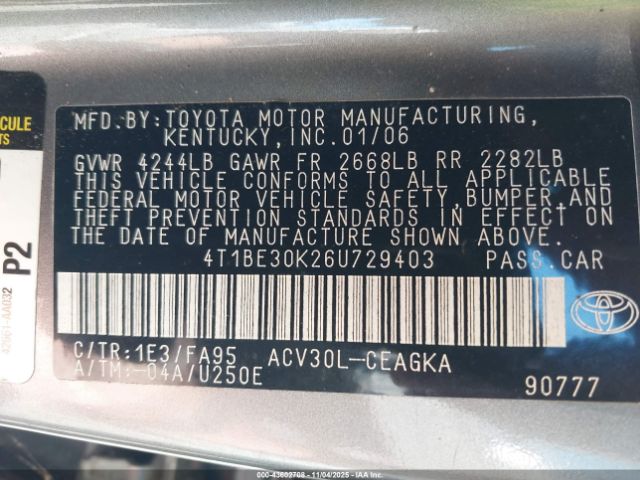 MFD.BY:TOYOTA MOTOR MANUFACTURING,
KENTUCKY,INC.01/06
GVWR 4244LB GAWR FR 2668LB RR 2282LB
THIS VEHICLE CONFORMS TO ALL APPLICABLE
FEDERAL MOTOR VEHICLE SAFETY,BUMPER,AND
THEFT PREVENTION STANDARDS IN EFFECT ON
THE DATE OF MANUFACTURE SHOWN ABOVE.
4T1BE30K26U729403 PASS.CAR
C/TR:1E3/FA95 ACV30L-CEAGKA
A/TM:-04A/U250E
90777
P2
42661-AA032
000-43602708 - 11/04/2025 - IAA Inc. (C)